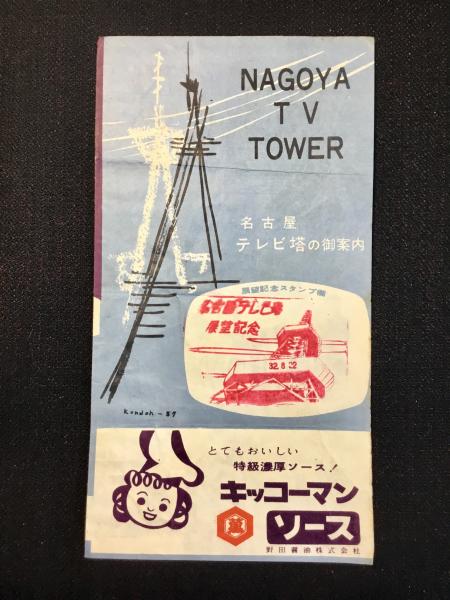 NAGOYA
TV
TOWER
名古屋
テレビ塔の御案内
展望記念スタンプ欄
名古屋テレビ塔
展望記念
32.8.22
Kondoh-57
とてもおいしい
特級濃厚ソース!
キッコーマン
萬
ソース
野田醤油株式会社